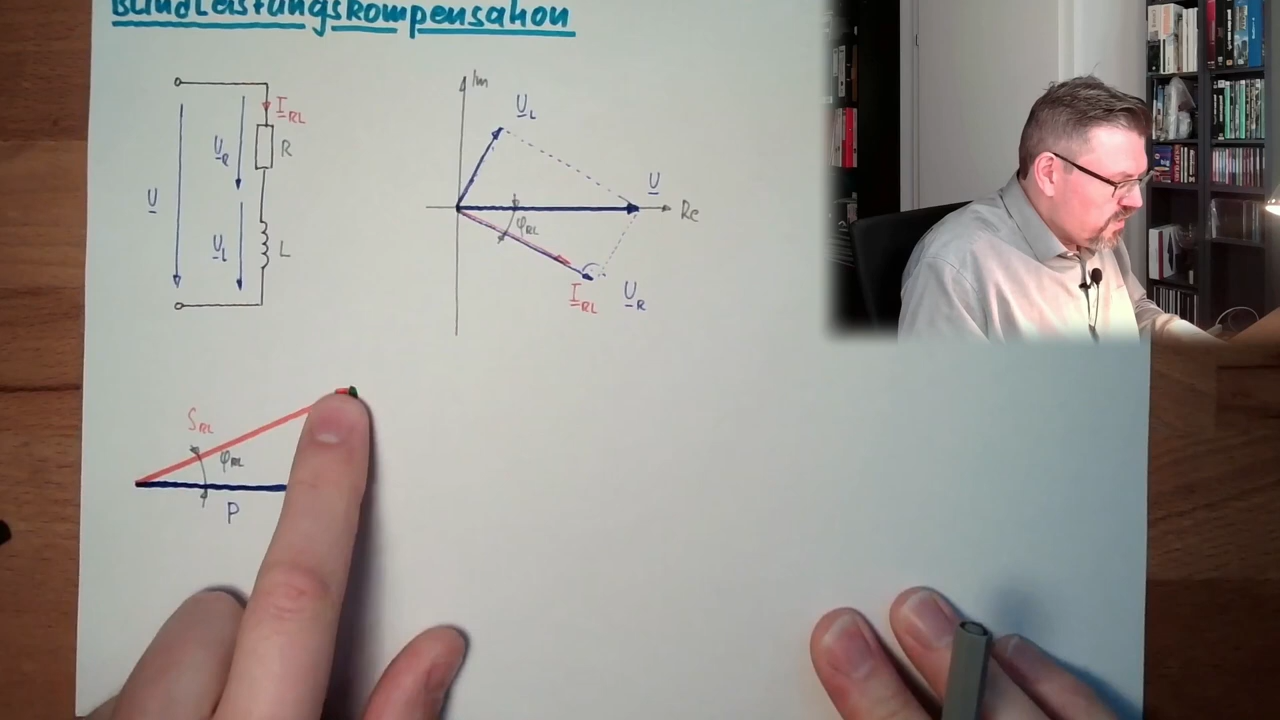 Blindleistungskompensation
I_RL
R
U_R
U
U_L
L
Im
U_L
U
Re
φ_RL
I_RL
U_R
S_RL
φ_RL
P